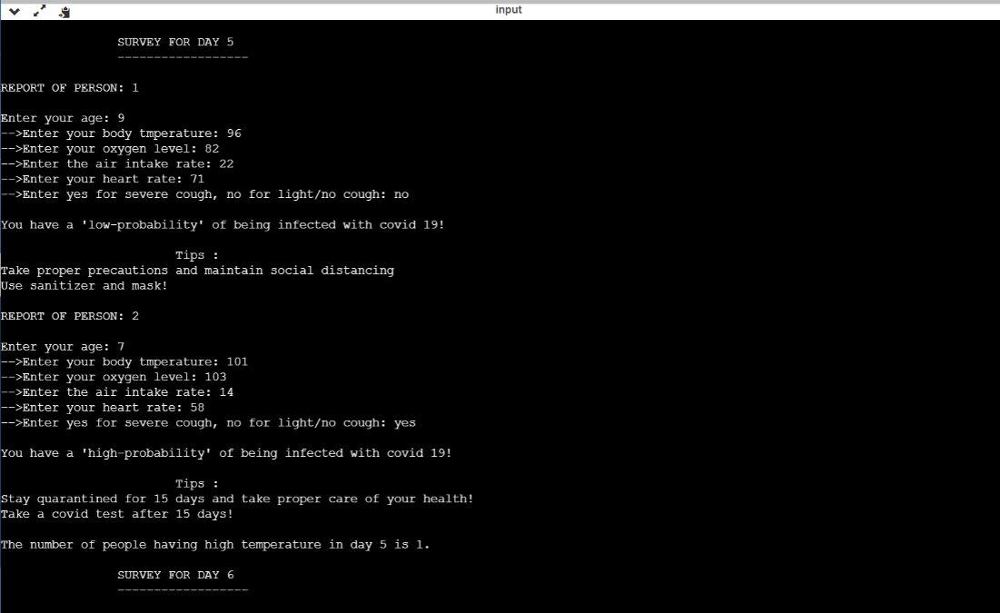 input
SURVEY FOR DAY 5
------------------
REPORT OF PERSON: 1
Enter your age: 9
-->Enter your body tmperature: 96
-->Enter your oxygen level: 82
-->Enter the air intake rate: 22
-->Enter your heart rate: 71
-->Enter yes for severe cough, no for light/no cough: no
You have a 'low-probability' of being infected with covid 19!
Tips :
Take proper precautions and maintain social distancing
Use sanitizer and mask!
REPORT OF PERSON: 2
Enter your age: 7
-->Enter your body tmperature: 101
-->Enter your oxygen level: 103
-->Enter the air intake rate: 14
-->Enter your heart rate: 58
-->Enter yes for severe cough, no for light/no cough: yes
You have a 'high-probability' of being infected with covid 19!
Tips :
Stay quarantined for 15 days and take proper care of your health!
Take a covid test after 15 days!
The number of people having high temperature in day 5 is 1.
SURVEY FOR DAY 6
------------------